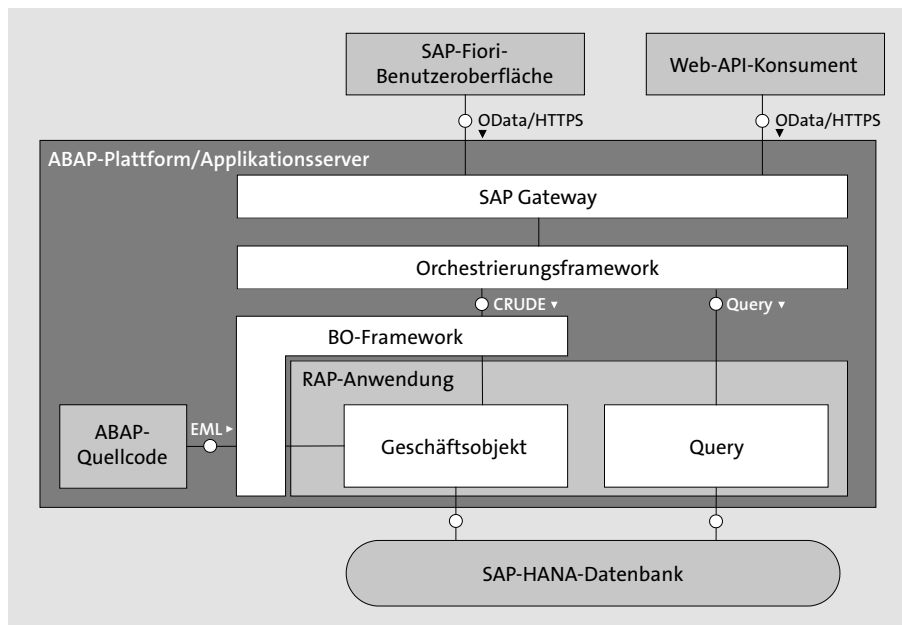 SAP-Fiori-
Benutzeroberfläche
Web-API-Konsument
OData/HTTPS
OData/HTTPS
ABAP-Plattform/Applikationsserver
SAP Gateway
Orchestrierungsframework
CRUDE
Query
BO-Framework
RAP-Anwendung
ABAP-
Quellcode
EML
Geschäftsobjekt
Query
SAP-HANA-Datenbank